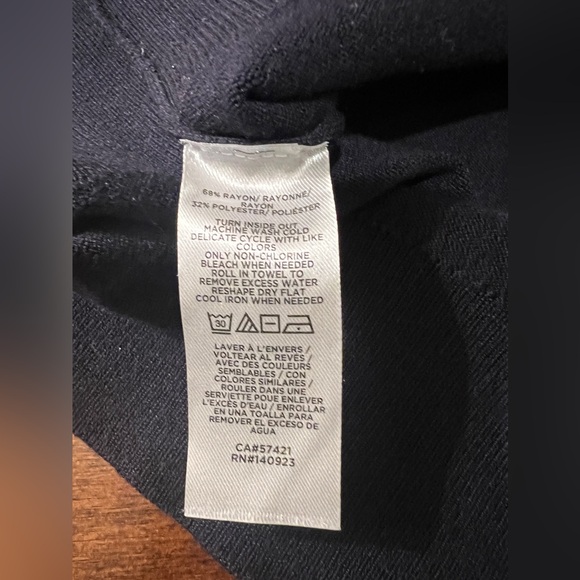 68% RAYON/ RAYONNE/
RAYON
32% POLYESTER/ POLIÉSTER
TURN INSIDE OUT
MACHINE WASH COLD
DELICATE CYCLE WITH LIKE
COLORS
ONLY NON-CHLORINE
BLEACH WHEN NEEDED
ROLL IN TOWEL TO
REMOVE EXCESS WATER
RESHAPE DRY FLAT
COOL IRON WHEN NEEDED
30
LAVER À L'ENVERS /
VOLTEAR AL REVÉS /
AVEC DES COULEURS
SEMBLABLES / CON
COLORES SIMILARES /
ROULER DANS UNE
SERVIETTE POUR ENLEVER
L'EXCÈS D'EAU / ENROLLAR
EN UNA TOALLA PARA
REMOVER EL EXCESO DE
AGUA
CA#57421
RN#140923